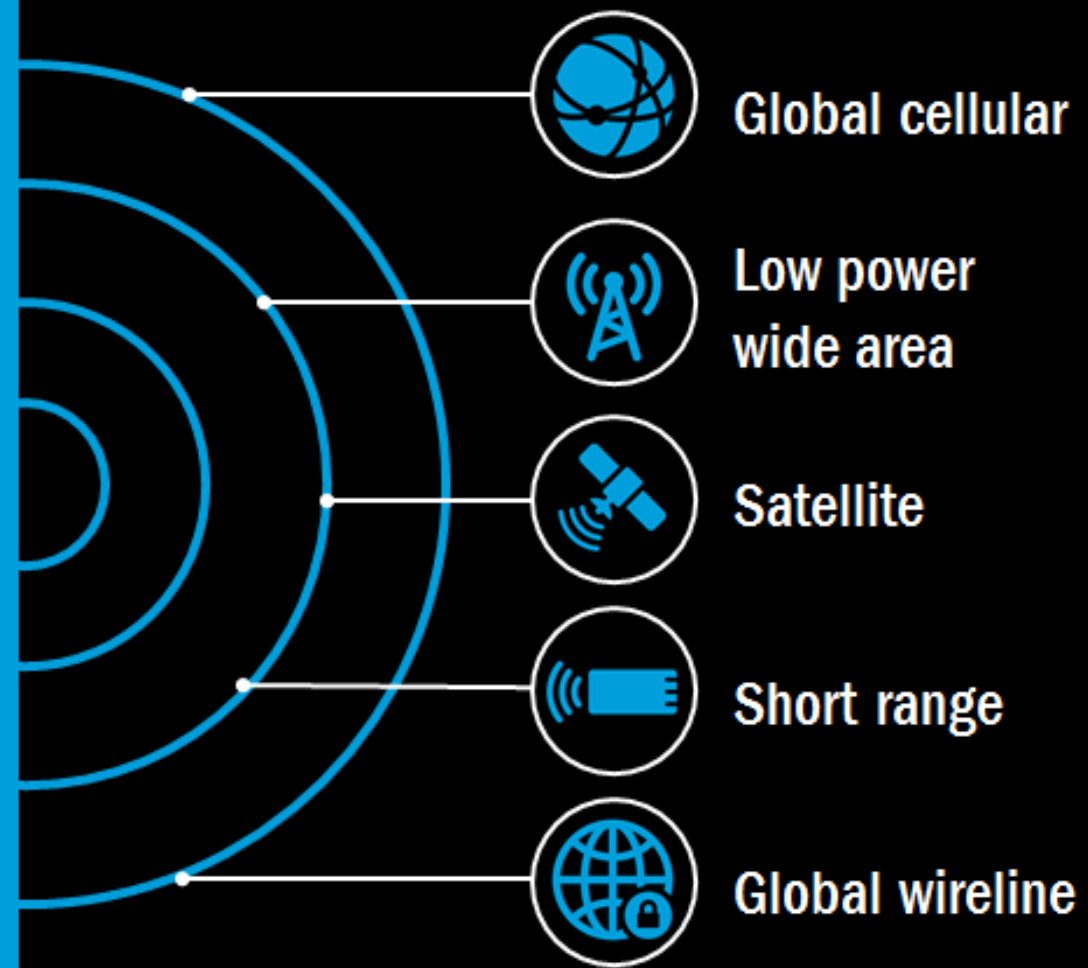 Global cellular
Low power
wide area
Satellite
Short range
Global wireline